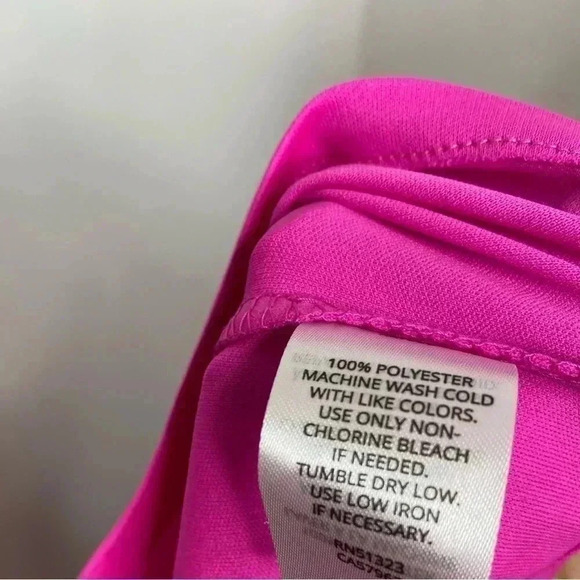 100% POLYESTER
MACHINE WASH COLD
WITH LIKE COLORS.
USE ONLY NON-
CHLORINE BLEACH
IF NEEDED.
TUMBLE DRY LOW.
USE LOW IRON
IF NECESSARY.
RN51323